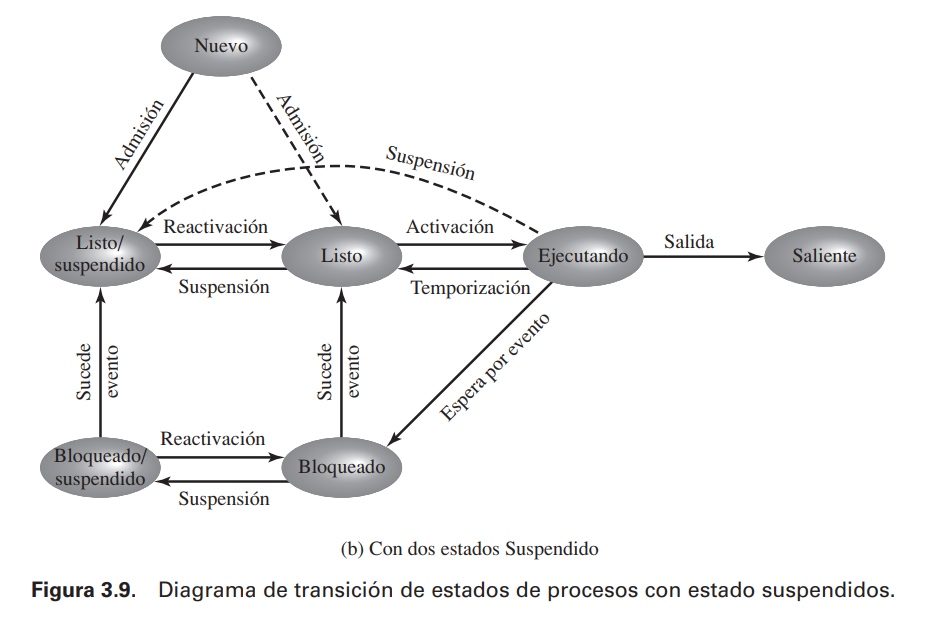 Nuevo
Admisión
Admisión
Suspensión
Listo/
suspendido
Reactivación
Suspensión
Listo
Activación
Temporización
Ejecutando
Salida
Saliente
Sucede
evento
Sucede
evento
Espera por evento
Bloqueado/
suspendido
Reactivación
Suspensión
Bloqueado
(b) Con dos estados Suspendido
Figura 3.9. Diagrama de transición de estados de procesos con estado suspendidos.